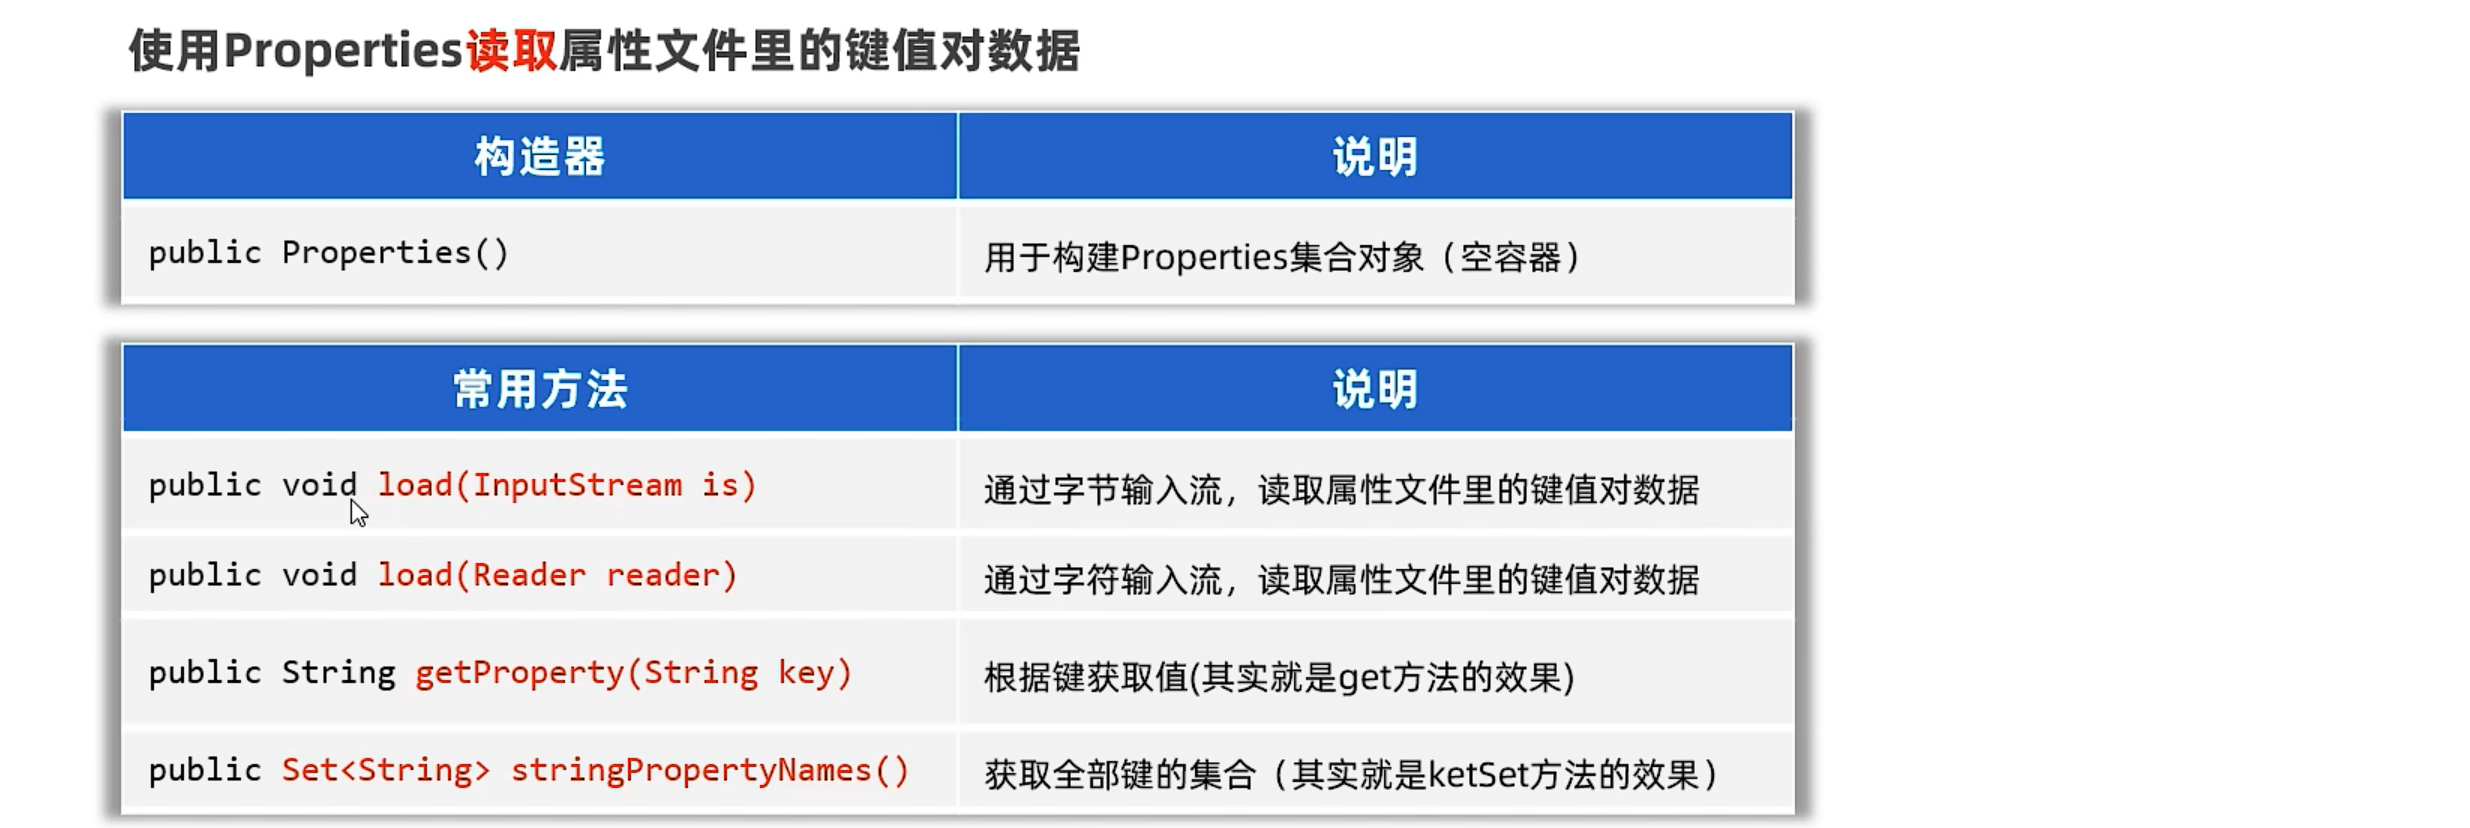 使用Properties读取属性文件里的键值对数据
构造器
说明
public Properties()
用于构建Properties集合对象（空容器）
常用方法
说明
public void load(InputStream is)
通过字节输入流，读取属性文件里的键值对数据
public void load(Reader reader)
通过字符输入流，读取属性文件里的键值对数据
public String getProperty(String key)
根据键获取值(其实就是get方法的效果)
public Set<String> stringPropertyNames()
获取全部键的集合（其实就是ketSet方法的效果）